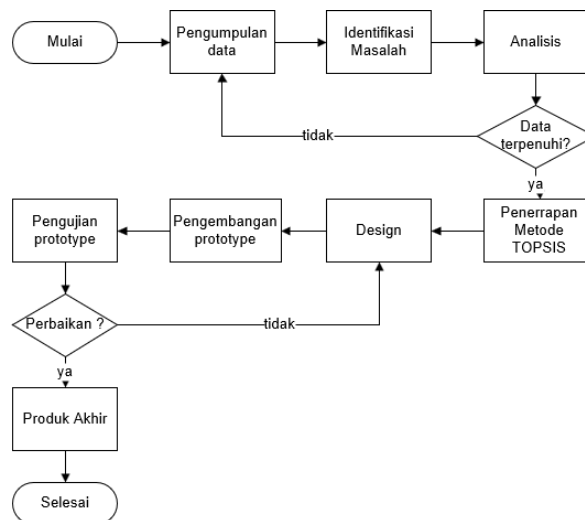 Mulai
Pengumpulan
data
Identifikasi
Masalah
Analisis
Data
terpenuhi?
tidak
ya
Penerrapan
Metode
TOPSIS
Design
Pengembangan
prototype
Pengujian
prototype
Perbaikan ?
tidak
ya
Produk Akhir
Selesai